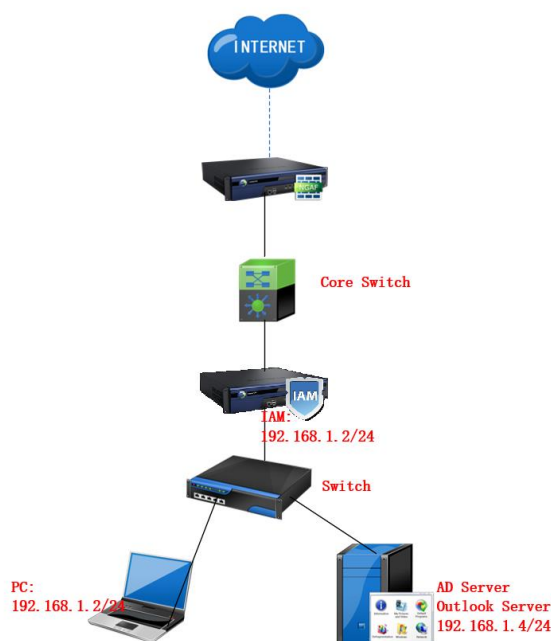 INTERNET
NGAF
Core Switch
IAM
IAM:
192.168.1.2/24
Switch
PC:
192.168.1.2/24
AD Server
Outlook Server
192.168.1.4/24